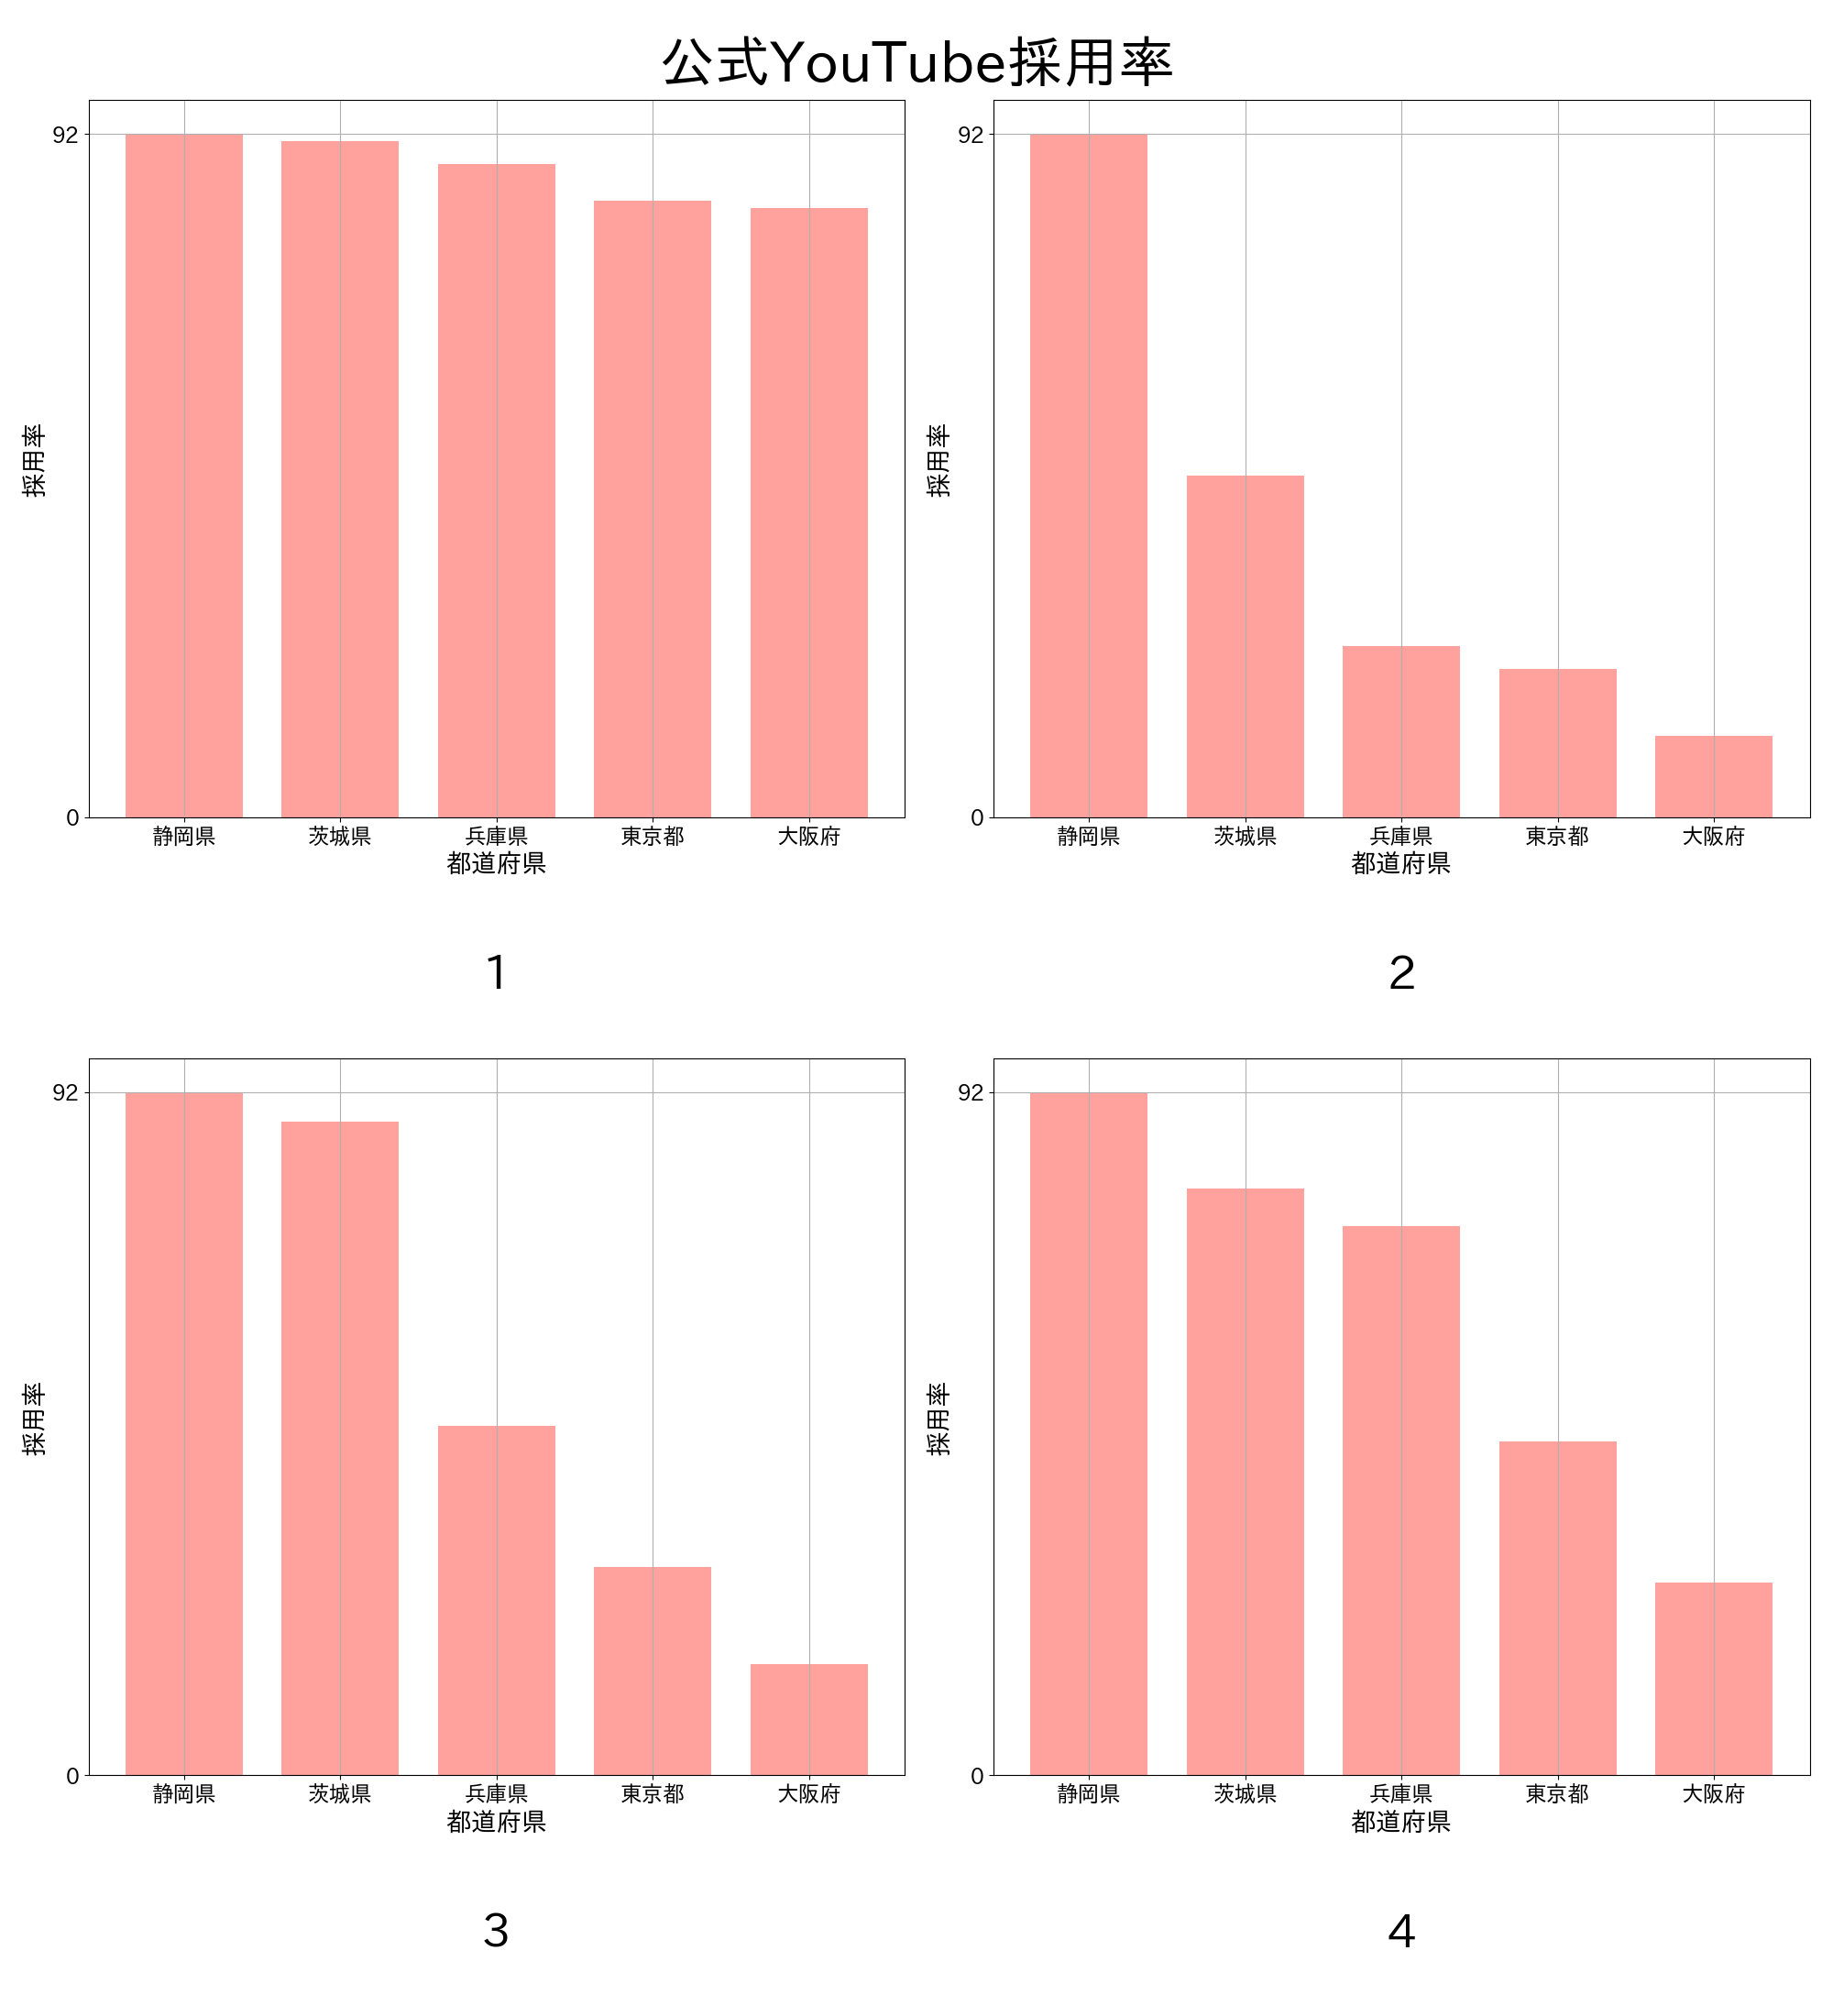 公式YouTube採用率
92
0
採用率
静岡県 茨城県 兵庫県 東京都 大阪府
都道府県
1
92
0
採用率
静岡県 茨城県 兵庫県 東京都 大阪府
都道府県
2
92
0
採用率
静岡県 茨城県 兵庫県 東京都 大阪府
都道府県
3
92
0
採用率
静岡県 茨城県 兵庫県 東京都 大阪府
都道府県
4